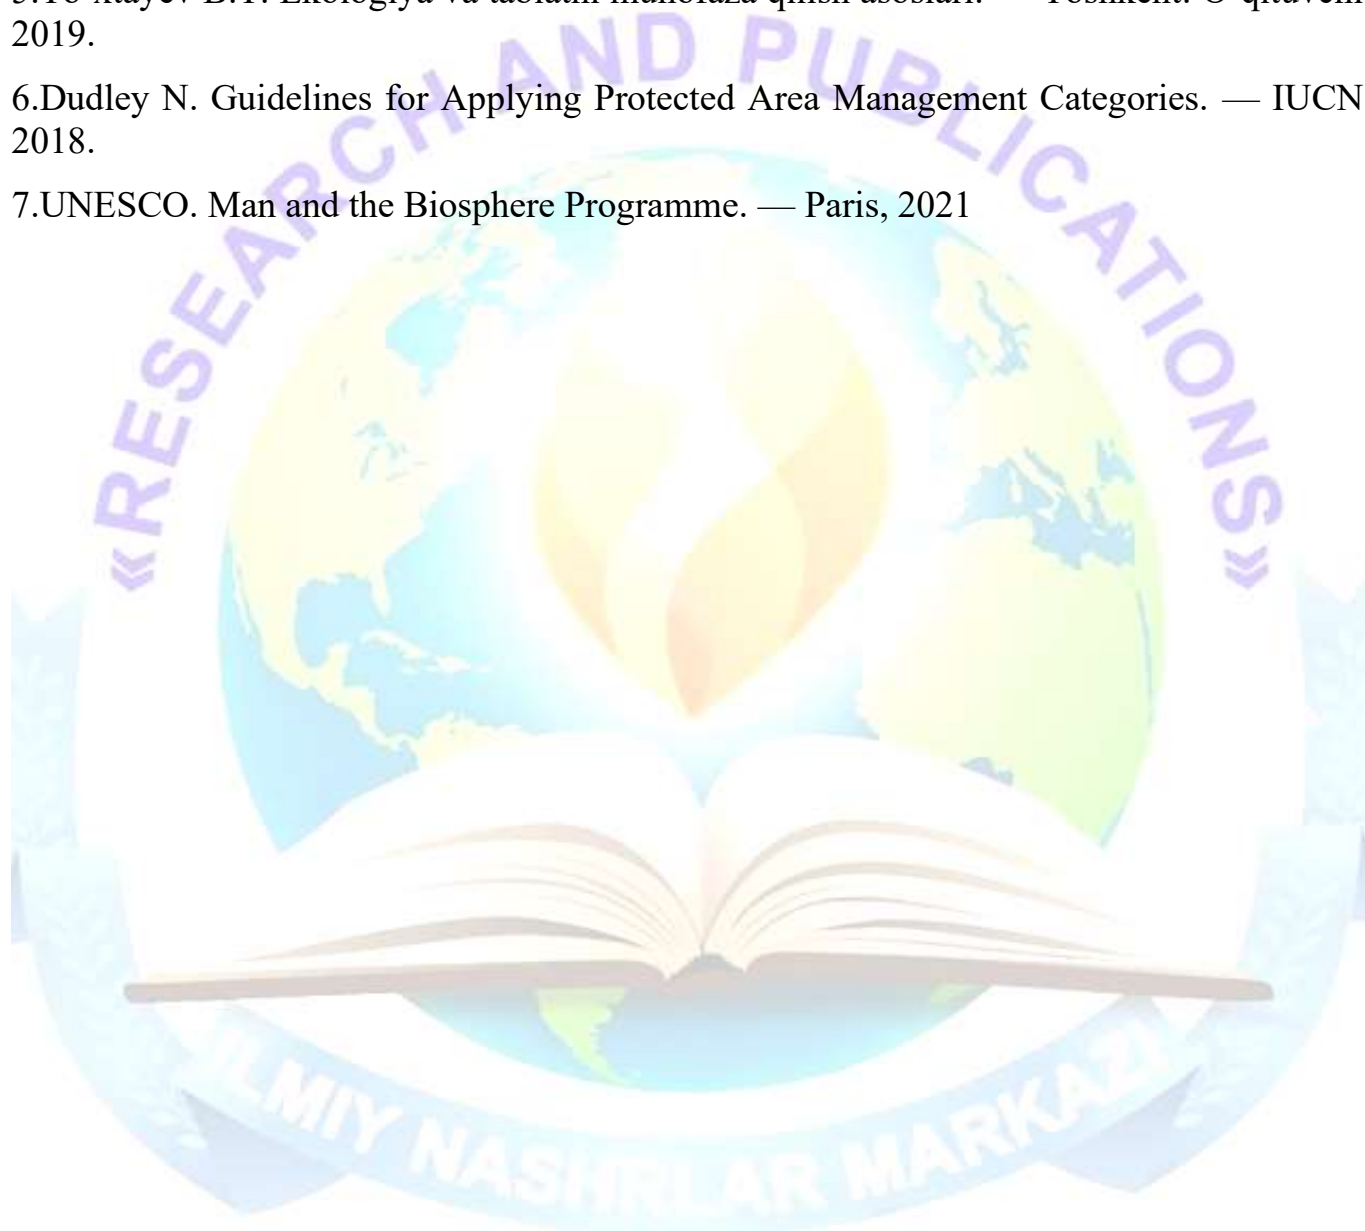 2019.
6.Dudley N. Guidelines for Applying Protected Area Management Categories. — IUCN
2018.
7.UNESCO. Man and the Biosphere Programme. — Paris, 2021
«RESEARCH AND PUBLICATIONS»
ILMIY NASHRLAR MARKAZI